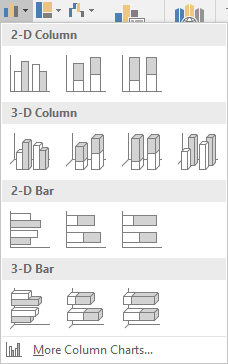 2-D Column
3-D Column
2-D Bar
3-D Bar
More Column Charts...